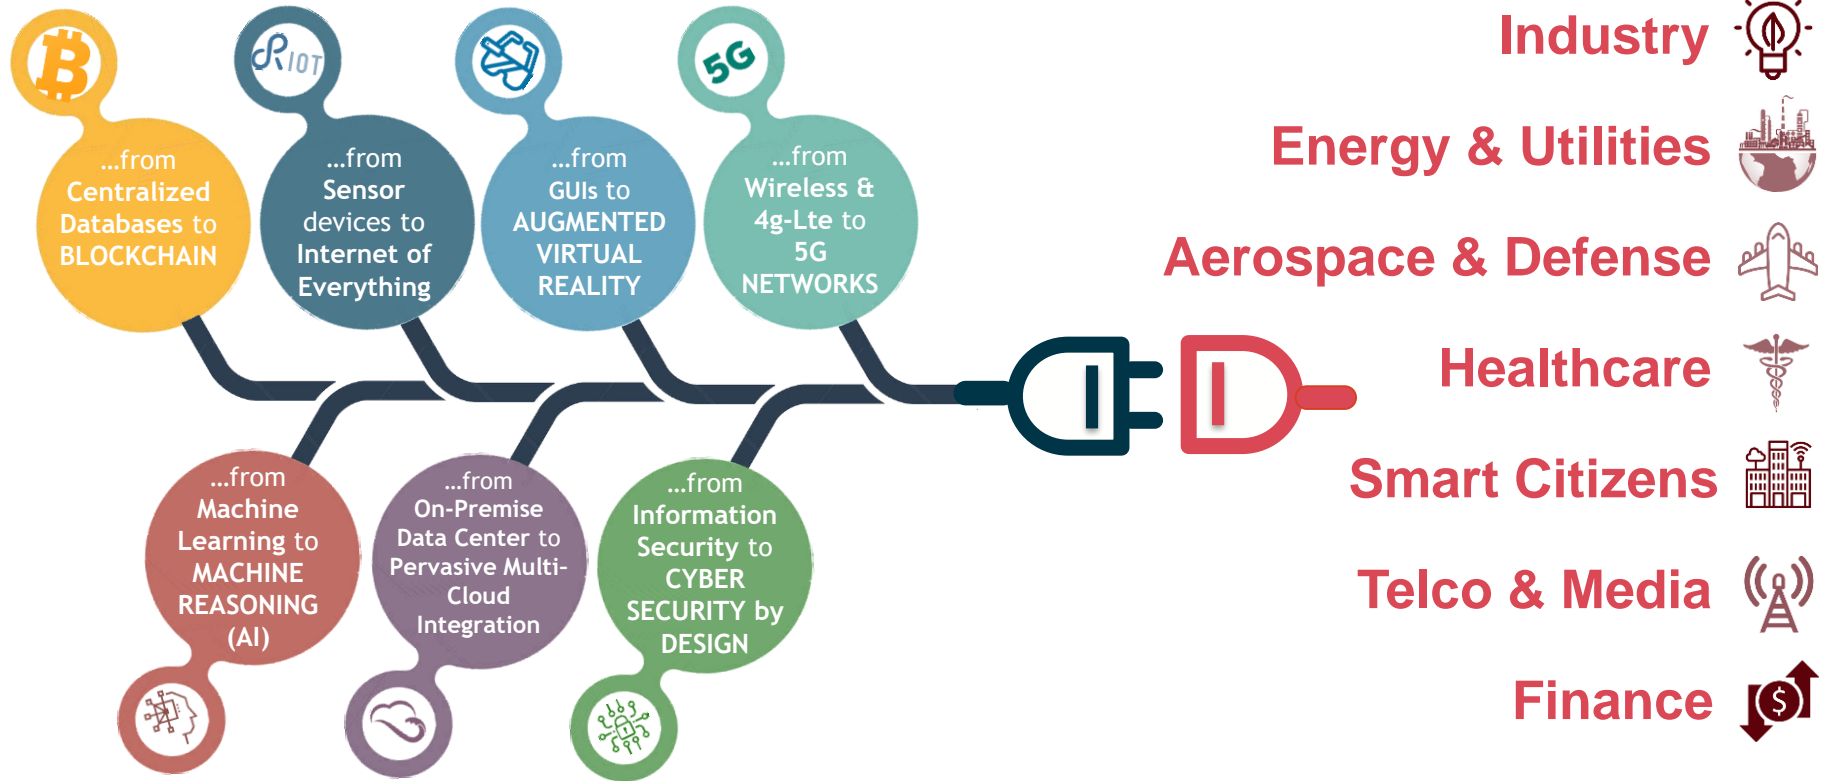 RIOT
5G
...from
Centralized
Databases to
BLOCKCHAIN
...from
Sensor
devices to
Internet of
Everything
...from
GUIs to
AUGMENTED
VIRTUAL
REALITY
...from
Wireless &
4g-Lte to
5G
NETWORKS
...from
Machine
Learning to
MACHINE
REASONING
(AI)
...from
On-Premise
Data Center to
Pervasive Multi-
Cloud
Integration
...from
Information
Security to
CYBER
SECURITY by
DESIGN
Industry
Energy & Utilities
Aerospace & Defense
Healthcare
Smart Citizens
Telco & Media
Finance
$